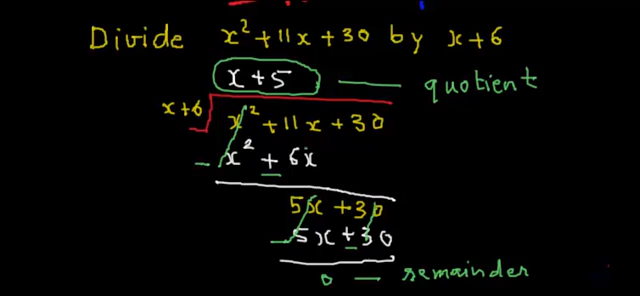 Divide x² + 11x + 30 by x + 6
x + 5 — quotient
x + 6 x² + 11x + 30
− x² + 6x
5x + 30
− 5x + 30
0 — remainder